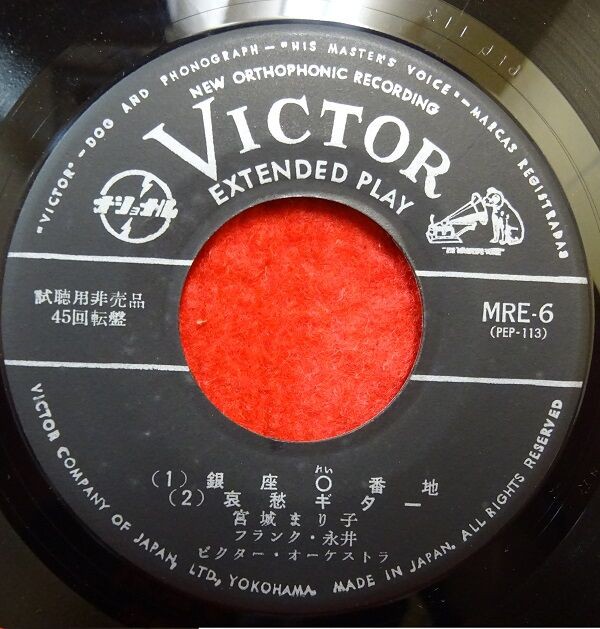 "VICTOR"—DOG AND PHONOGRAPH—"HIS MASTER'S VOICE"—MARCAS REGISTRADAS
NEW ORTHOPHONIC RECORDING
VICTOR
EXTENDED PLAY
ナショナル
"HIS MASTER'S VOICE"
試聴用非売品
45回転盤
MRE-6
(PEP-113)
れい
(1) 銀座○番地
(2) 哀愁ギター
宮城まり子
フランク・永井
ビクター・オーケストラ
VICTOR COMPANY OF JAPAN, LTD., YOKOHAMA. MADE IN JAPAN. ALL RIGHTS RESERVED